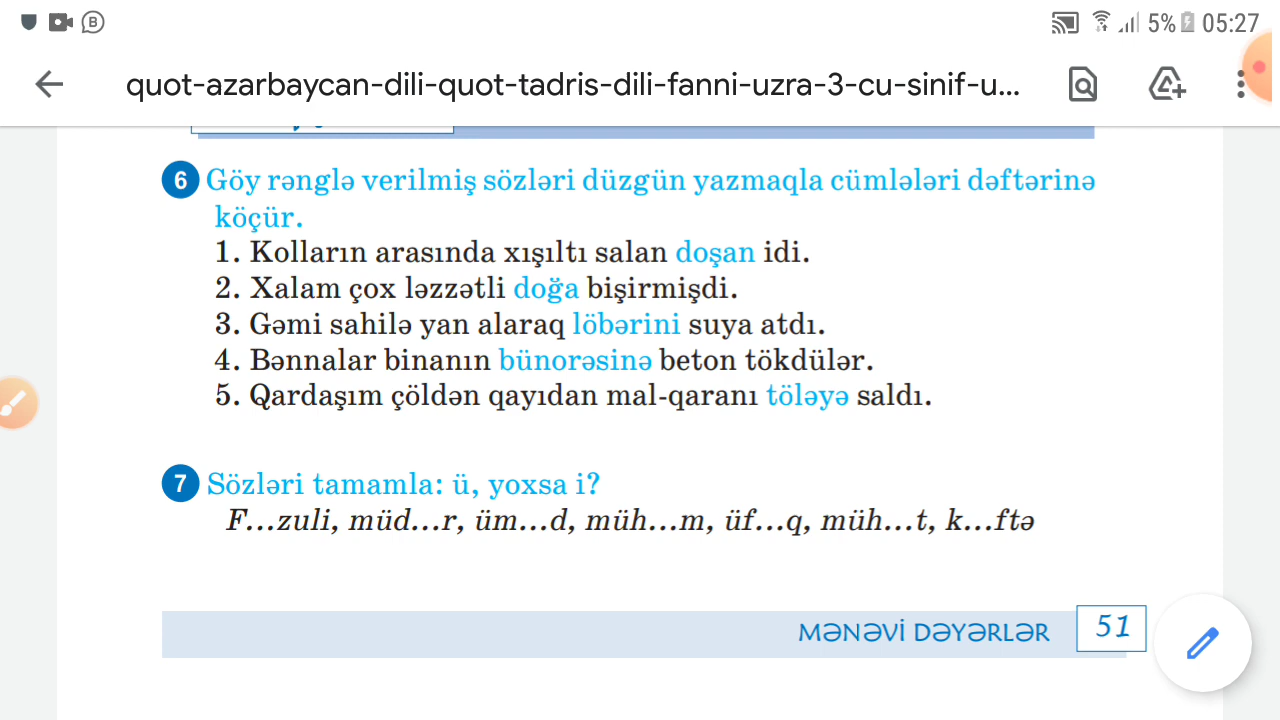 5% 05:27
quot-azarbaycan-dili-quot-tadris-dili-fanni-uzra-3-cu-sinif-u...
6 Göy rənglə verilmiş sözləri düzgün yazmaqla cümlələri dəftərinə
köçür.
1. Kolların arasında xışıltı salan doşan idi.
2. Xalam çox ləzzətli doğa bişirmişdi.
3. Gəmi sahilə yan alaraq löbərini suya atdı.
4. Bənnalar binanın bünorəsinə beton tökdülər.
5. Qardaşım çöldən qayıdan mal-qaranı töləyə saldı.
7 Sözləri tamamla: ü, yoxsa i?
F...zuli, müd...r, üm...d, müh...m, üf...q, müh...t, k...ftə
MƏNƏVİ DƏYƏRLƏR 51